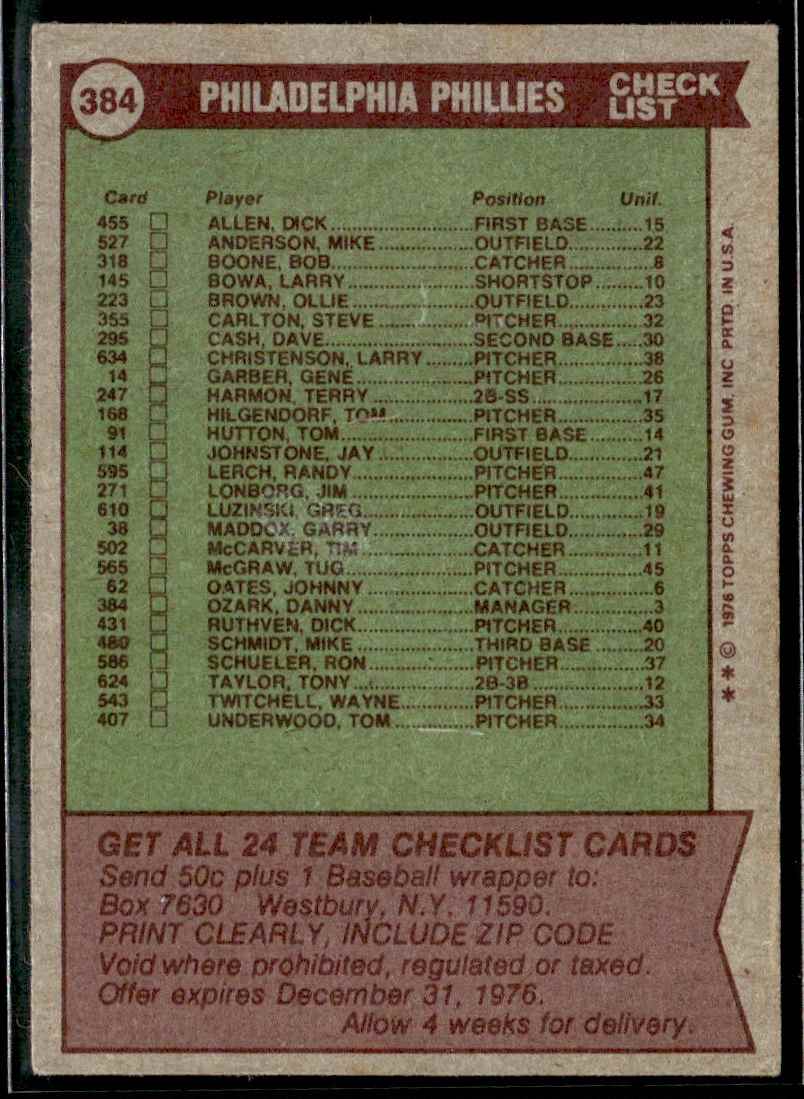 384 PHILADELPHIA PHILLIES CHECK LIST
Card Player Position Unif.
455 ALLEN, DICK FIRST BASE 15
527 ANDERSON, MIKE OUTFIELD 22
318 BOONE, BOB CATCHER 8
145 BOWA, LARRY SHORTSTOP 10
223 BROWN, OLLIE OUTFIELD 23
355 CARLTON, STEVE PITCHER 32
295 CASH, DAVE SECOND BASE 30
634 CHRISTENSON, LARRY PITCHER 38
14 GARBER, GENE PITCHER 26
247 HARMON, TERRY 2B-SS 17
168 HILGENDORF, TOM PITCHER 35
91 HUTTON, TOM FIRST BASE 14
114 JOHNSTONE, JAY OUTFIELD 21
595 LERCH, RANDY PITCHER 47
271 LONBORG, JIM PITCHER 41
610 LUZINSKI, GREG OUTFIELD 19
38 MADDOX, GARRY OUTFIELD 29
502 McCARVER, TIM CATCHER 11
565 McGRAW, TUG PITCHER 45
62 OATES, JOHNNY CATCHER 6
384 OZARK, DANNY MANAGER 3
431 RUTHVEN, DICK PITCHER 40
480 SCHMIDT, MIKE THIRD BASE 20
586 SCHUELER, RON PITCHER 37
624 TAYLOR, TONY 2B-3B 12
543 TWITCHELL, WAYNE PITCHER 33
407 UNDERWOOD, TOM PITCHER 34
** © 1976 TOPPS CHEWING GUM, INC PRTD. IN U.S.A.
GET ALL 24 TEAM CHECKLIST CARDS
Send 50c plus 1 Baseball wrapper to:
Box 7630 Westbury, N.Y. 11590.
PRINT CLEARLY, INCLUDE ZIP CODE
Void where prohibited, regulated or taxed.
Offer expires December 31, 1976.
Allow 4 weeks for delivery.